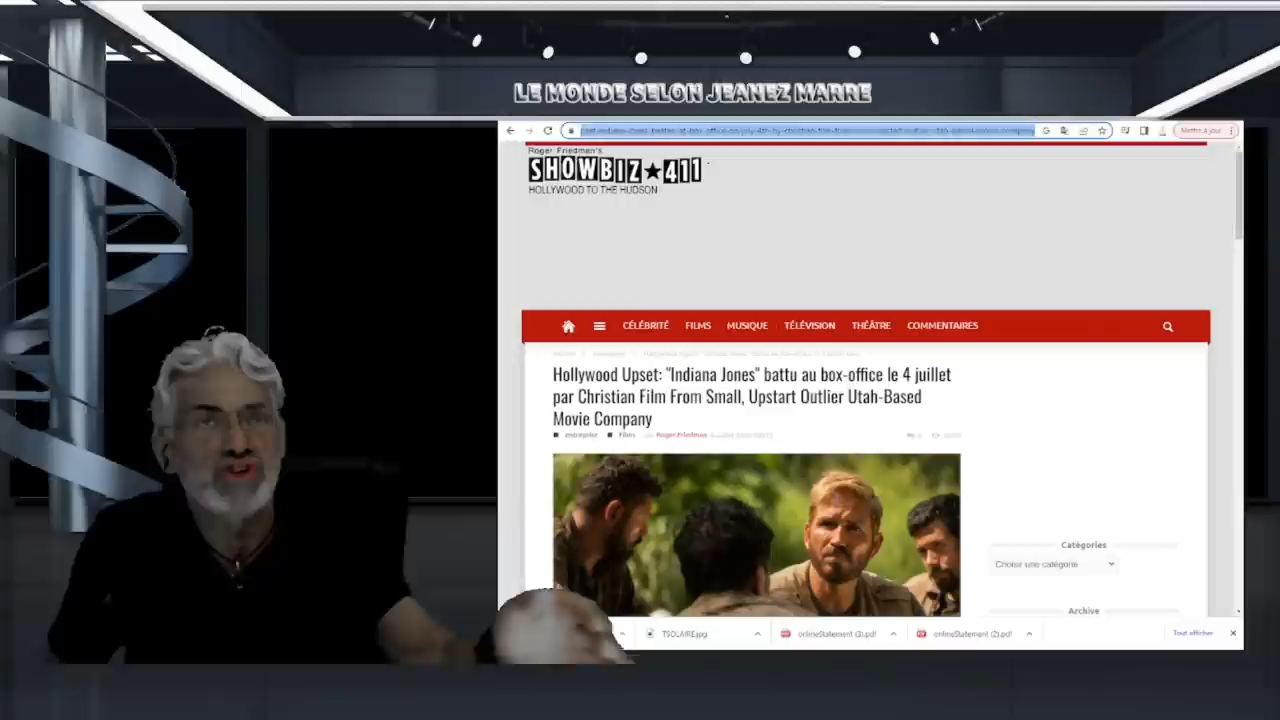 LE MONDE SELON JEANEZ MARRE
Mettre à jour
Roger Friedman's
SHOWBIZ★411
HOLLYWOOD TO THE HUDSON
CÉLÉBRITÉ FILMS MUSIQUE TÉLÉVISION THÉÂTRE COMMENTAIRES
Hollywood Upset: "Indiana Jones" battu au box-office le 4 juillet
par Christian Film From Small, Upstart Outlier Utah-Based
Movie Company
entreprise Films Roger Friedman
Catégories
Choisir une catégorie
Archive
TSOLAIRE.jpg onlineStatement (3).pdf onlineStatement (2).pdf Tout afficher